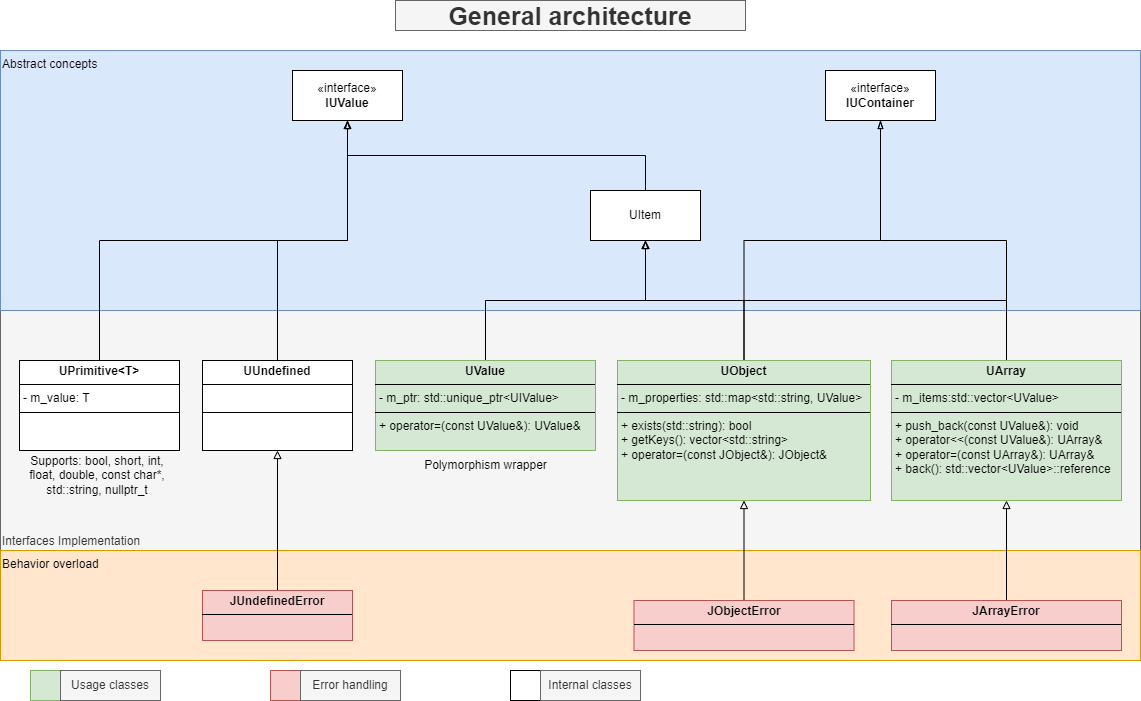 General architecture
Abstract concepts
«interface»
IUValue
«interface»
IUContainer
UItem
UPrimitive<T>
- m_value: T
Supports: bool, short, int,
float, double, const char*,
std::string, nullptr_t
UUndefined
UValue
- m_ptr: std::unique_ptr<UIValue>
+ operator=(const UValue&): UValue&
Polymorphism wrapper
UObject
- m_properties: std::map<std::string, UValue>
+ exists(std::string): bool
+ getKeys(): vector<std::string>
+ operator=(const JObject&): JObject&
UArray
- m_items:std::vector<UValue>
+ push_back(const UValue&): void
+ operator<<(const UValue&): UArray&
+ operator=(const UArray&): UArray&
+ back(): std::vector<UValue>::reference
Interfaces Implementation
Behavior overload
JUndefinedError
JObjectError
JArrayError
Usage classes
Error handling
Internal classes